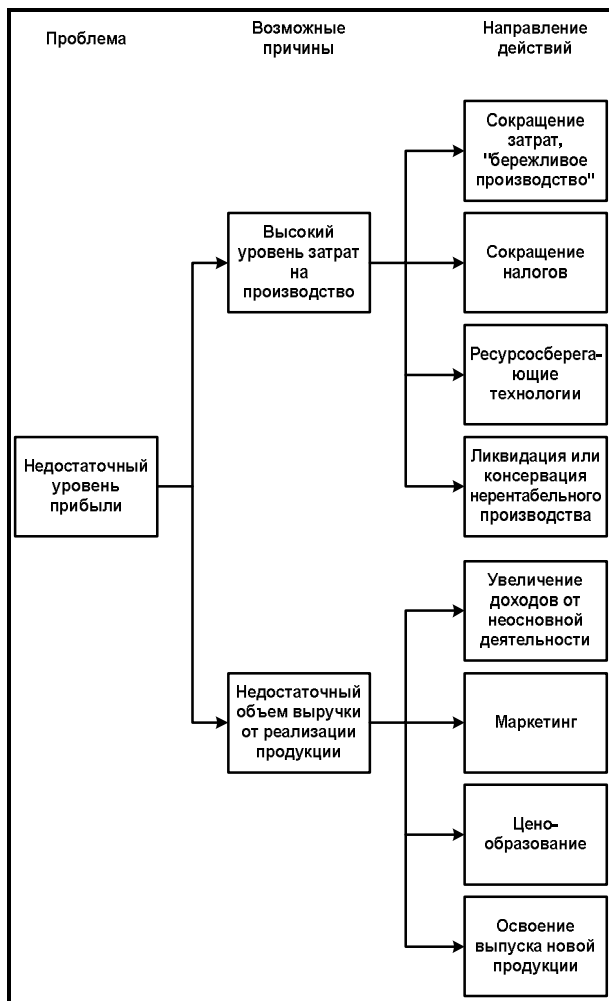 Проблема
Возможные
причины
Направление
действий
Сокращение
затрат,
"бережливое
производство"
Высокий
уровень затрат
на
производство
Сокращение
налогов
Ресурсосберега-
ющие
технологии
Недостаточный
уровень
прибыли
Ликвидация или
консервация
нерентабельного
производства
Увеличение
доходов от
неосновной
деятельности
Недостаточный
объем выручки
от реализации
продукции
Маркетинг
Цено-
образование
Освоение
выпуска новой
продукции